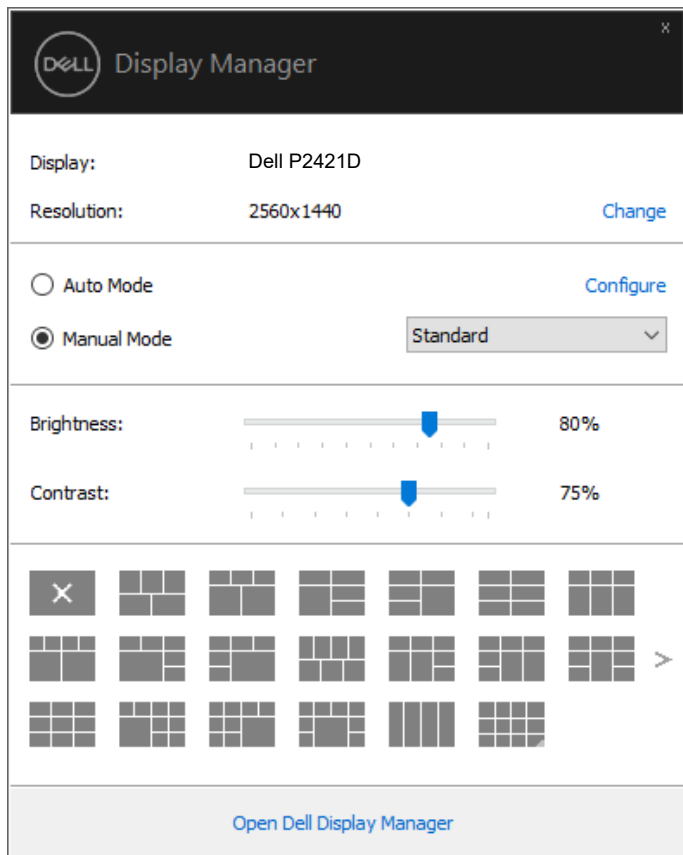 x
DELL Display Manager
Display: Dell P2421D
Resolution: 2560x1440 Change
Auto Mode Configure
Manual Mode Standard
Brightness: 80%
Contrast: 75%
Open Dell Display Manager